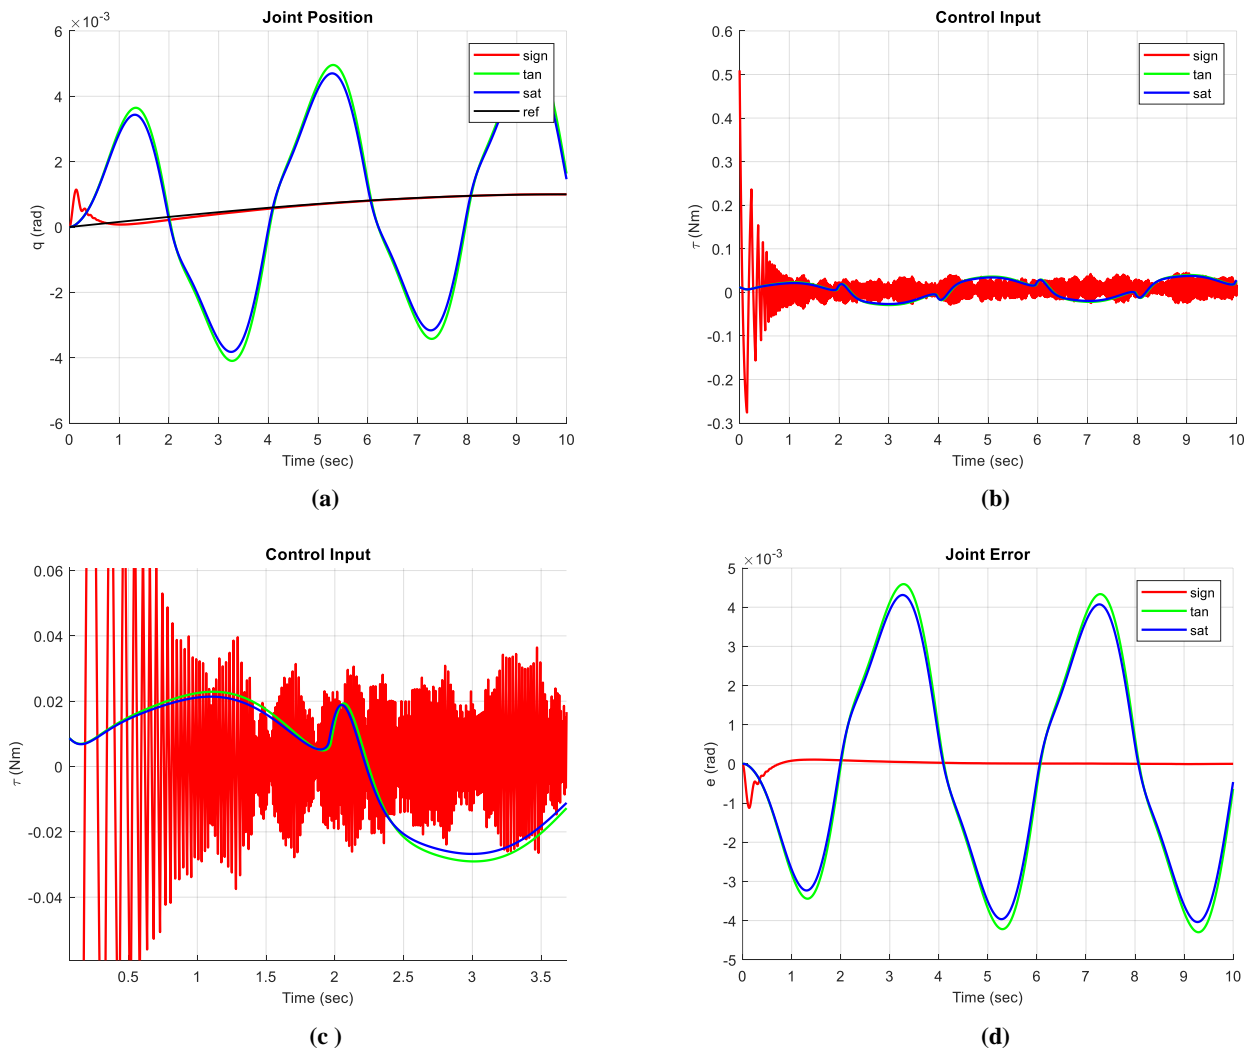 Joint Position
×10⁻³
6
4
2
0
-2
-4
-6
q (rad)
0 1 2 3 4 5 6 7 8 9 10
Time (sec)
sign
tan
sat
ref
(a)
Control Input
0.6
0.5
0.4
0.3
0.2
0.1
0
-0.1
-0.2
-0.3
τ (Nm)
0 1 2 3 4 5 6 7 8 9 10
Time (sec)
sign
tan
sat
(b)
Control Input
0.06
0.04
0.02
0
-0.02
-0.04
τ (Nm)
0.5 1 1.5 2 2.5 3 3.5
Time (sec)
(c )
Joint Error
×10⁻³
5
4
3
2
1
0
-1
-2
-3
-4
-5
e (rad)
0 1 2 3 4 5 6 7 8 9 10
Time (sec)
sign
tan
sat
(d)